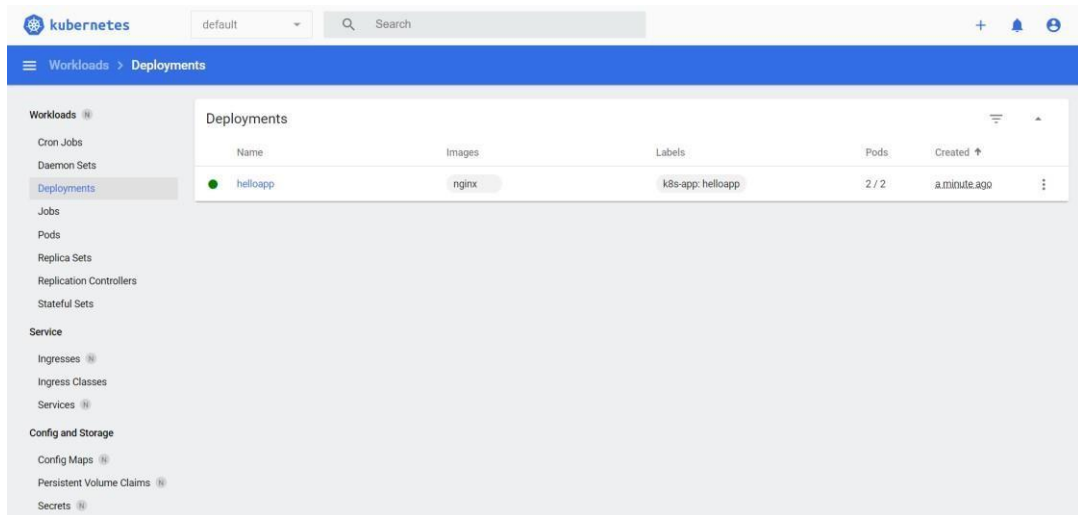 kubernetes
default
Search
Workloads > Deployments
Workloads N
Cron Jobs
Daemon Sets
Deployments
Jobs
Pods
Replica Sets
Replication Controllers
Stateful Sets
Service
Ingresses N
Ingress Classes
Services N
Config and Storage
Config Maps N
Persistent Volume Claims N
Secrets N
Deployments
Name Images Labels Pods Created
helloapp nginx k8s-app: helloapp 2 / 2 a minute ago